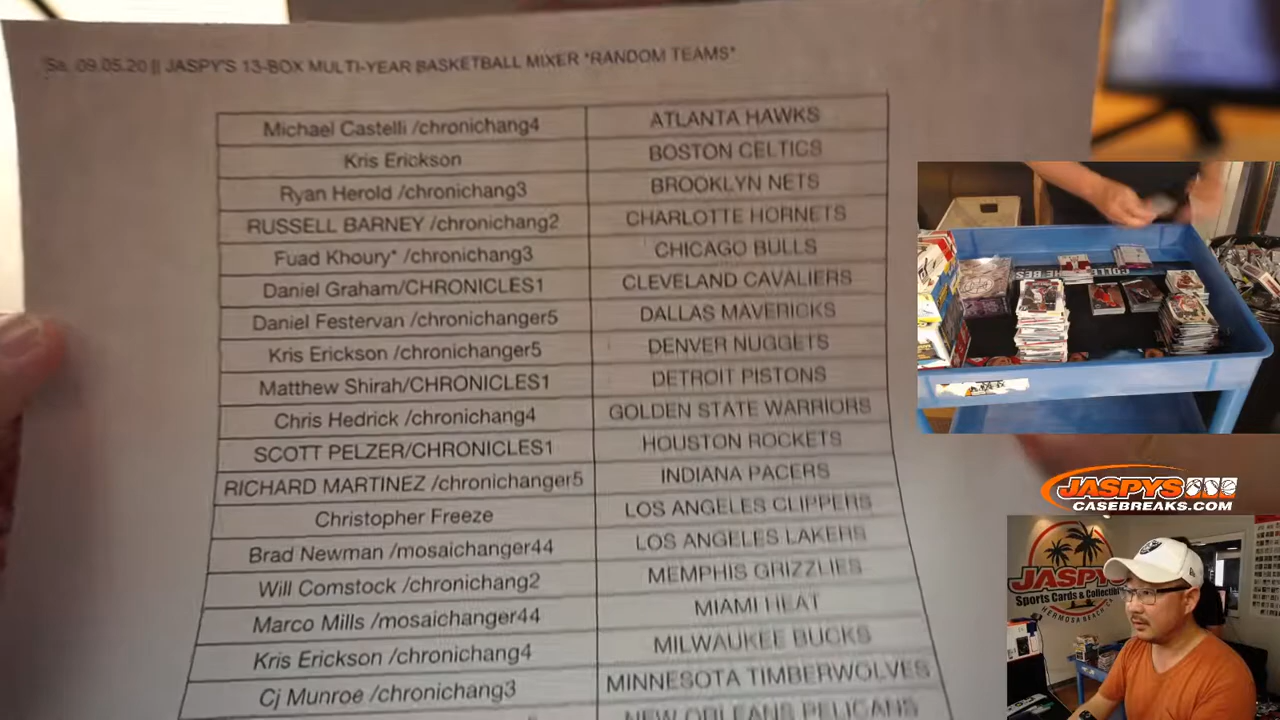 Sa. 09.05.20 || JASPY'S 13-BOX MULTI-YEAR BASKETBALL MIXER *RANDOM TEAMS*
Michael Castelli /chronichang4 ATLANTA HAWKS
Kris Erickson BOSTON CELTICS
Ryan Herold /chronichang3 BROOKLYN NETS
RUSSELL BARNEY /chronichang2 CHARLOTTE HORNETS
Fuad Khoury* /chronichang3 CHICAGO BULLS
Daniel Graham/CHRONICLES1 CLEVELAND CAVALIERS
Daniel Festervan /chronichanger5 DALLAS MAVERICKS
Kris Erickson /chronichanger5 DENVER NUGGETS
Matthew Shirah/CHRONICLES1 DETROIT PISTONS
Chris Hedrick /chronichang4 GOLDEN STATE WARRIORS
SCOTT PELZER/CHRONICLES1 HOUSTON ROCKETS
RICHARD MARTINEZ /chronichanger5 INDIANA PACERS
Christopher Freeze LOS ANGELES CLIPPERS
Brad Newman /mosaichanger44 LOS ANGELES LAKERS
Will Comstock /chronichang2 MEMPHIS GRIZZLIES
Marco Mills /mosaichanger44 MIAMI HEAT
Kris Erickson /chronichang4 MILWAUKEE BUCKS
Cj Munroe /chronichang3 MINNESOTA TIMBERWOLVES
NEW ORLEANS PELICANS
JASPYS
CASEBREAKS.COM
JASPYS
Sports Cards & Collectibl
HERMOSA BEACH